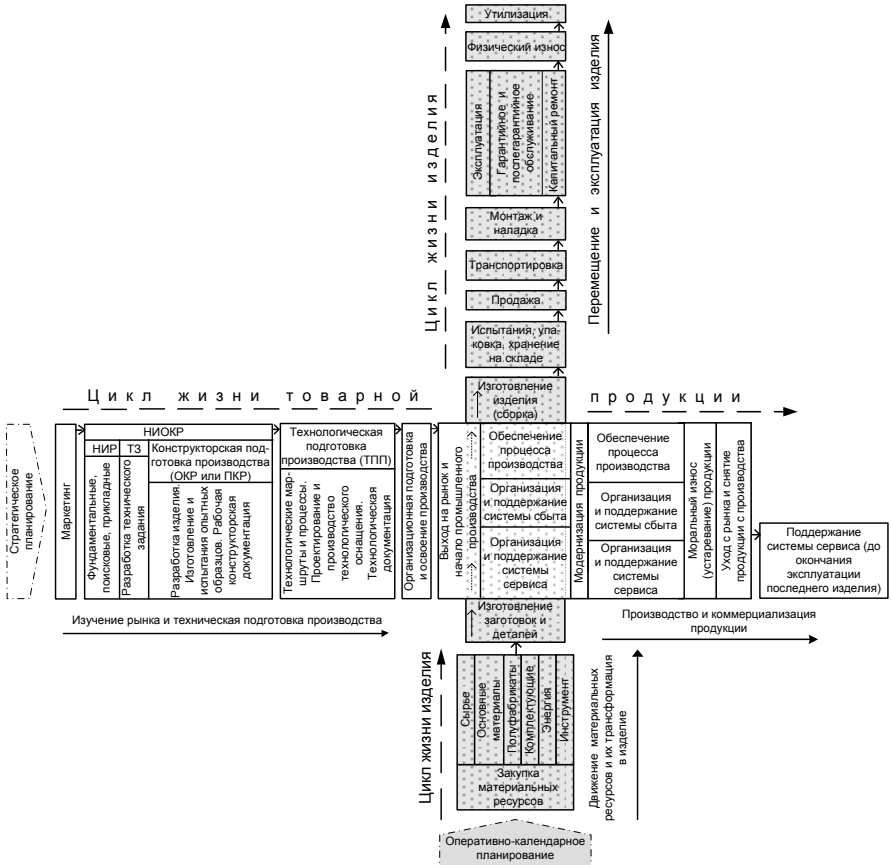 Утилизация
Физический износ
Эксплуатация
Гарантийное и
послегарантийное
обслуживание
Капитальный ремонт
Монтаж и
наладка
Транспортировка
Продажа
Испытания, упа-
ковка, хранение
на складе
Изготовление
изделия
(сборка)
Цикл жизни изделия
Перемещение и эксплуатация изделия
Цикл жизни товарной продукции
Стратегическое
планирование
Маркетинг
НИОКР
НИР
ТЗ
Конструкторская под-
готовка производства
(ОКР или ПКР)
Фундаментальные,
поисковые, прикладные
Разработка технического
задания
Разработка изделия.
Изготовление и
испытания опытных
образцов. Рабочая
конструкторская
документация
Технологическая
подготовка
производства (ТПП)
Технологические мар-
шруты и процессы.
Проектирование и
производство
технологического
оснащения.
Технологическая
документация
Организационная подготовка
и освоение производства
Выход на рынок и
начало промышленного
производства
Обеспечение
процесса
производства
Организация
и поддержание
системы сбыта
Организация
и поддержание
системы
сервиса
Модернизация продукции
Обеспечение
процесса
производства
Организация
и поддержание
системы сбыта
Организация
и поддержание
системы
сервиса
Моральный износ
(устаревание) продукции
Уход с рынка и снятие
продукции с производства
Поддержание
системы сервиса (до
окончания
эксплуатации
последнего изделия)
Изучение рынка и техническая подготовка производства
Изготовление
заготовок и
деталей
Производство и коммерциализация
продукции
Цикл жизни изделия
Сырье
Основные
материалы
Полуфабрикаты
Комплектующие
Энергия
Инструмент
Закупка
материальных
ресурсов
Движение материальных
ресурсов и их трансформация
в изделие
Оперативно-календарное
планирование